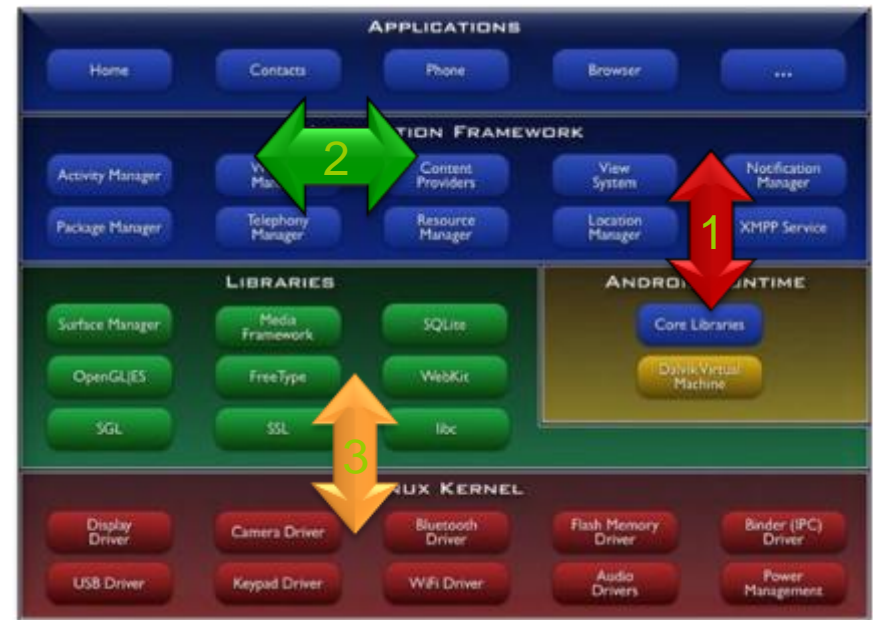 APPLICATIONS
Home Contacts Phone Browser ...
TION FRAMEWORK
2
Activity Manager
Content
Providers
View
System
Notification
Manager
1
Package Manager
Telephony
Manager
Resource
Manager
Location
Manager
XMPP Service
LIBRARIES
ANDRO UNTIME
Surface Manager
Media
Framework
SQLite
Core Libraries
OpenGL|ES
FreeType
WebKit
Dalvik Virtual
Machine
SGL
SSL
libc
3
UX KERNEL
Display
Driver
Camera Driver
Bluetooth
Driver
Flash Memory
Driver
Binder (IPC)
Driver
USB Driver
Keypad Driver
WiFi Driver
Audio
Drivers
Power
Management